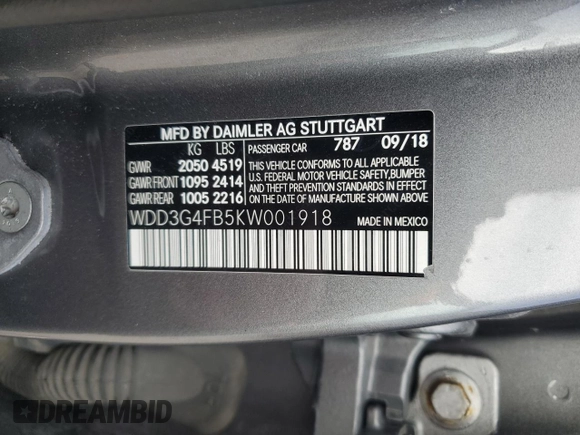 MFD BY DAIMLER AG STUTTGART
KG LBS PASSENGER CAR 787 09/18
GVWR 2050 4519 THIS VEHICLE CONFORMS TO ALL APPLICABLE
GAWR FRONT 1095 2414 U.S. FEDERAL MOTOR VEHICLE SAFETY, BUMPER
GAWR REAR 1005 2216 AND THEFT PREVENTION STANDARDS IN EFFECT
ON THE DATE OF MANUFACTURE SHOWN ABOVE
WDD3G4FB5KW001918 MADE IN MEXICO
DREAMBID